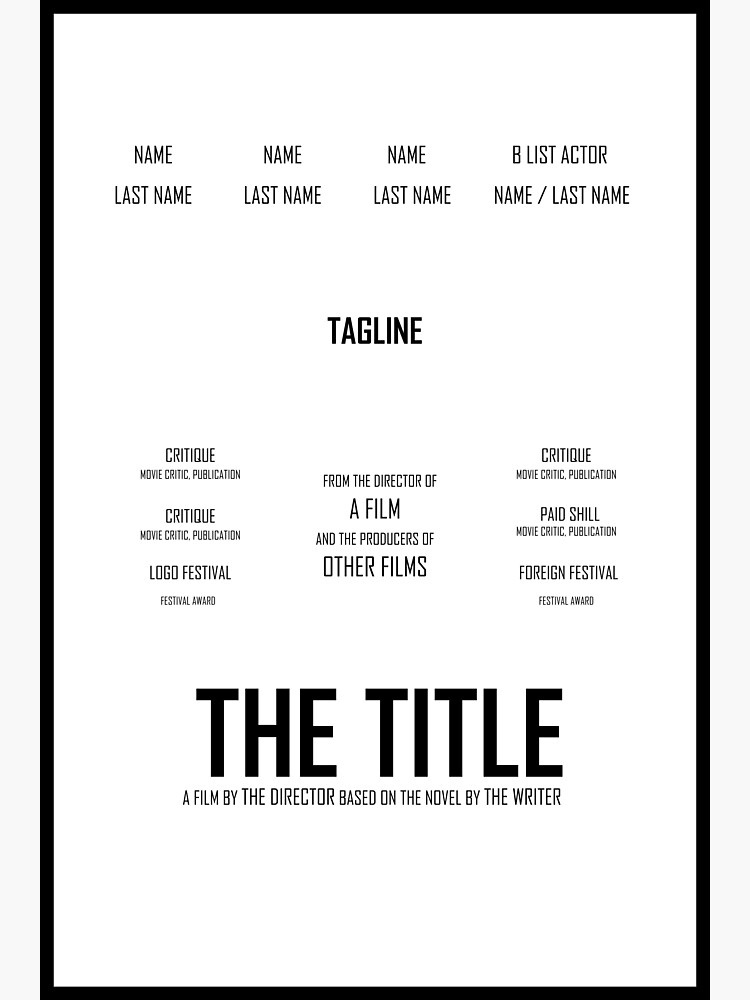 NAME NAME NAME B LIST ACTOR
LAST NAME LAST NAME LAST NAME NAME / LAST NAME
TAGLINE
CRITIQUE
MOVIE CRITIC, PUBLICATION
CRITIQUE
MOVIE CRITIC, PUBLICATION
LOGO FESTIVAL
FESTIVAL AWARD
FROM THE DIRECTOR OF
A FILM
AND THE PRODUCERS OF
OTHER FILMS
CRITIQUE
MOVIE CRITIC, PUBLICATION
PAID SHILL
MOVIE CRITIC, PUBLICATION
FOREIGN FESTIVAL
FESTIVAL AWARD
THE TITLE
A FILM BY THE DIRECTOR BASED ON THE NOVEL BY THE WRITER